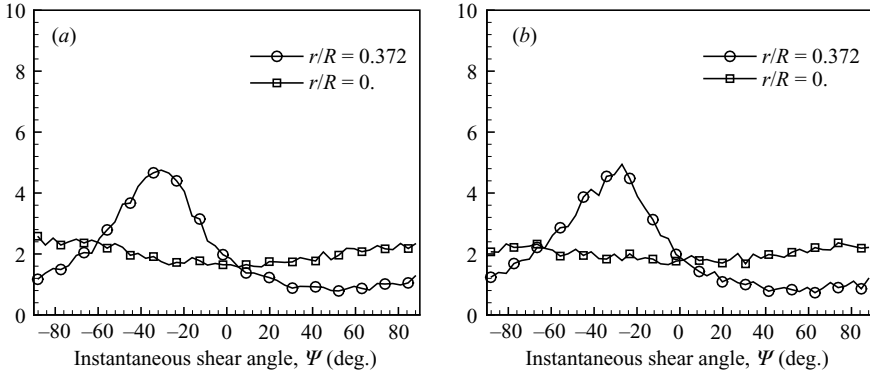 10
8
6
4
2
0
(a)
r/R = 0.372
r/R = 0.
–80 –60 –40 –20 0 20 40 60 80
Instantaneous shear angle, Ψ (deg.)
10
8
6
4
2
0
(b)
r/R = 0.372
r/R = 0.
–80 –60 –40 –20 0 20 40 60 80
Instantaneous shear angle, Ψ (deg.)